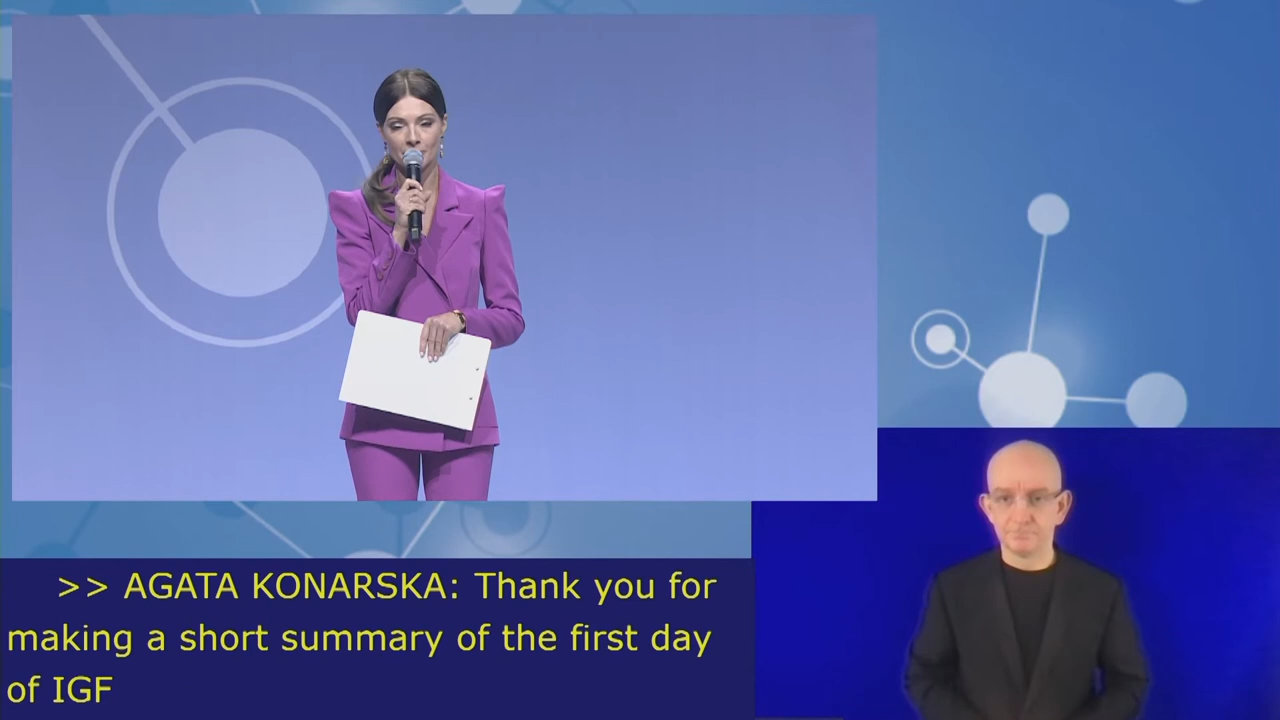 >> AGATA KONARSKA: Thank you for
making a short summary of the first day
of IGF